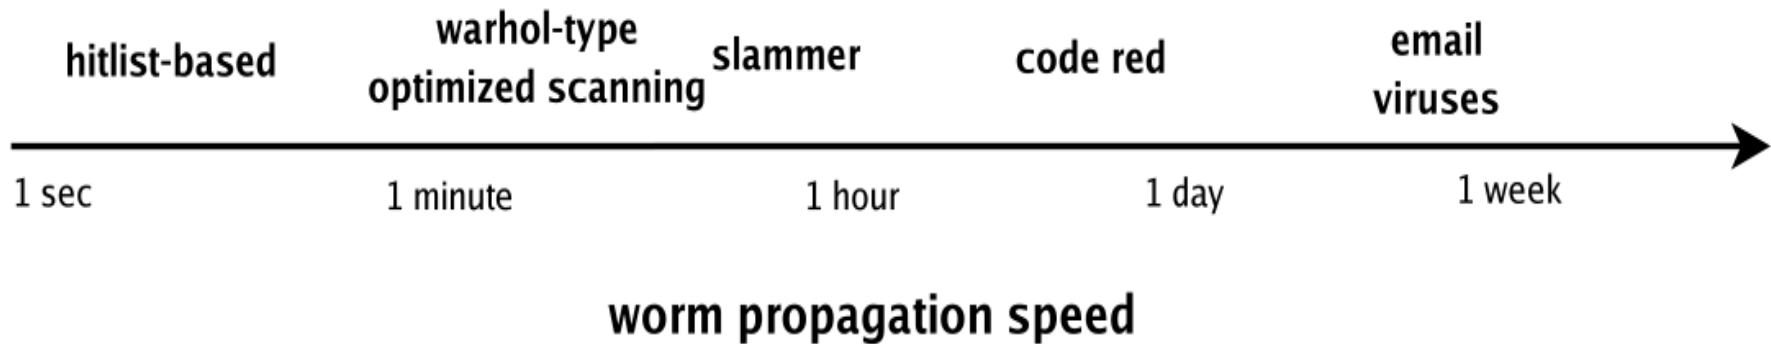 hitlist-based
warhol-type
optimized scanning
slammer
code red
email
viruses
1 sec
1 minute
1 hour
1 day
1 week
worm propagation speed